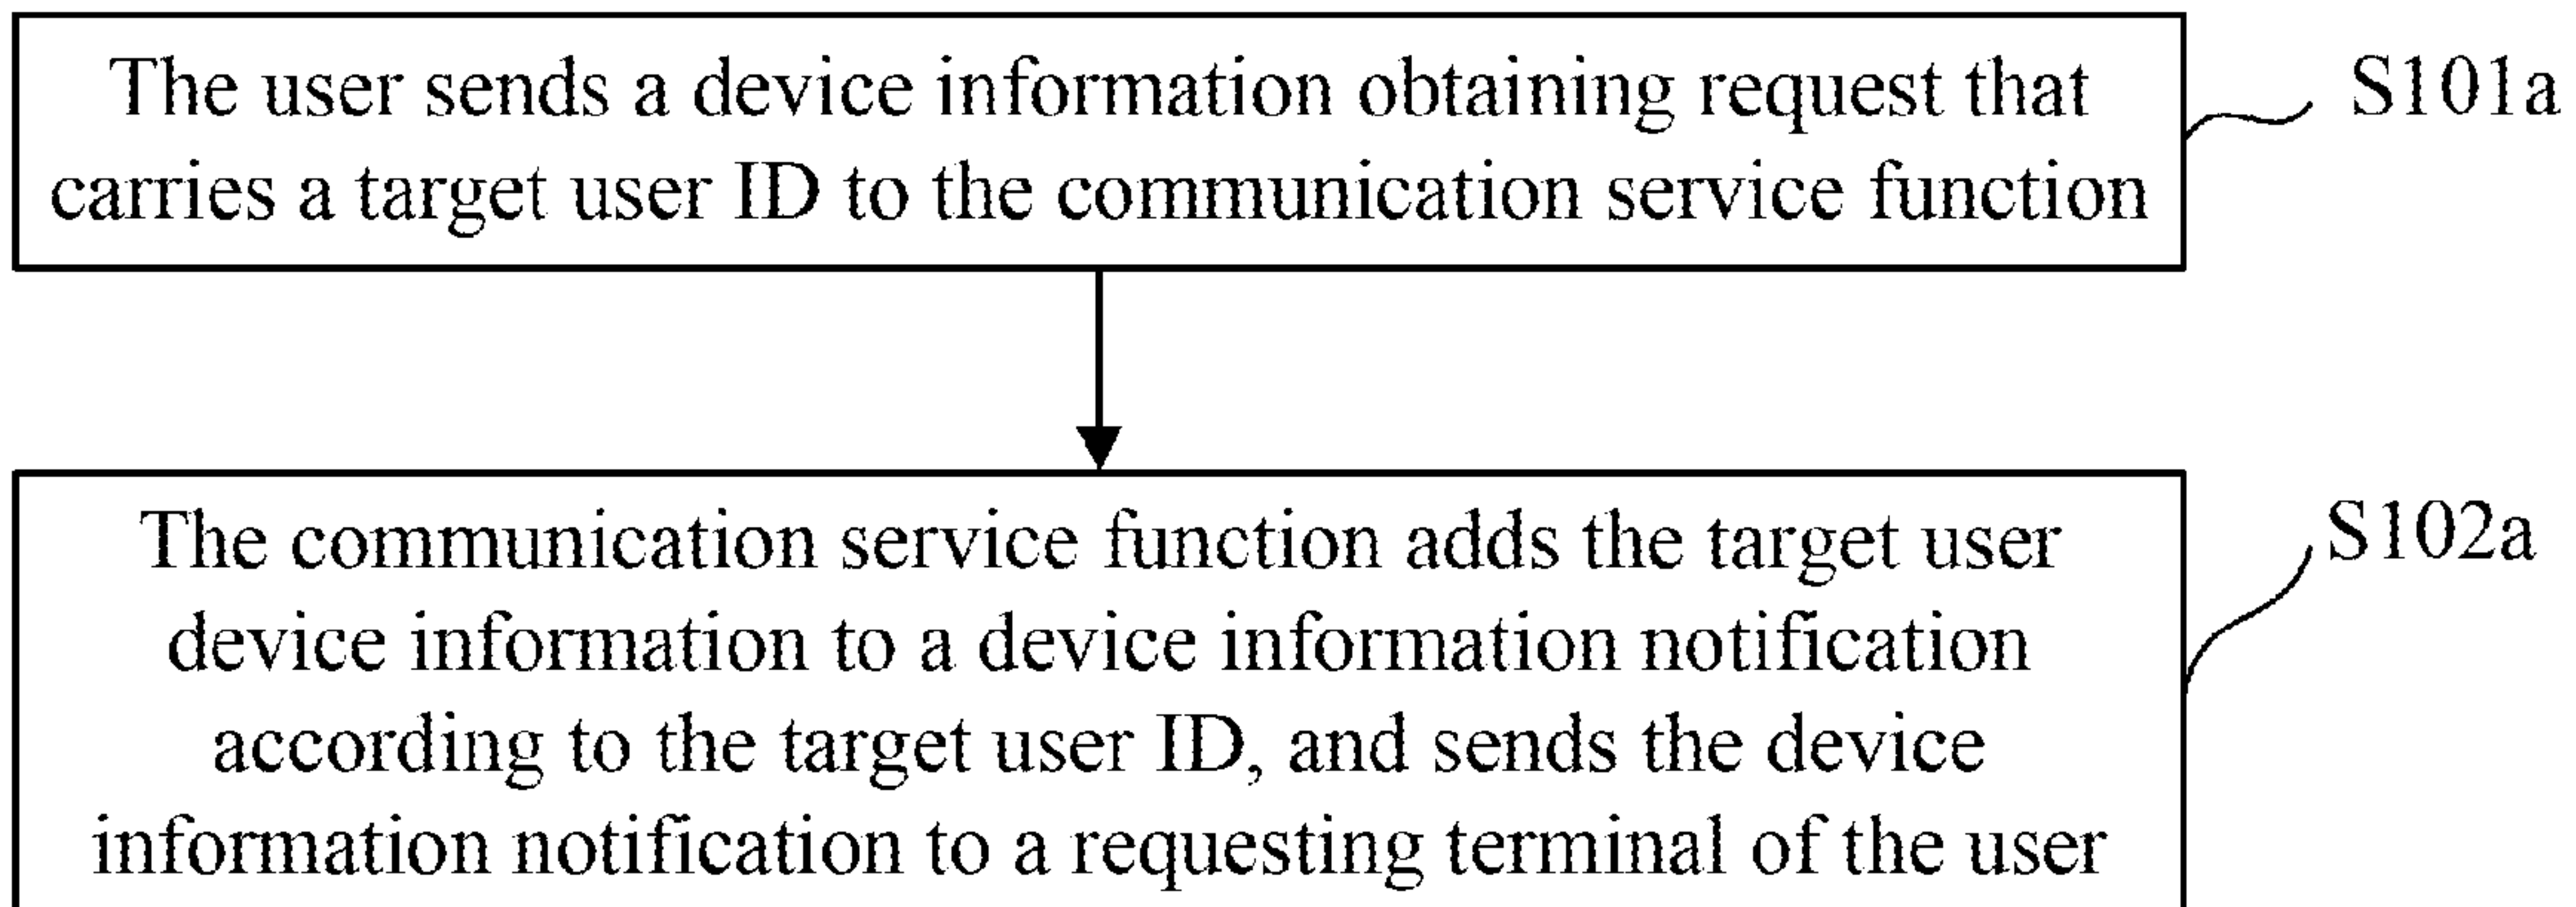 The user sends a device information obtaining request that
carries a target user ID to the communication service function
S101a
The communication service function adds the target user
device information to a device information notification
according to the target user ID, and sends the device
information notification to a requesting terminal of the user
S102a